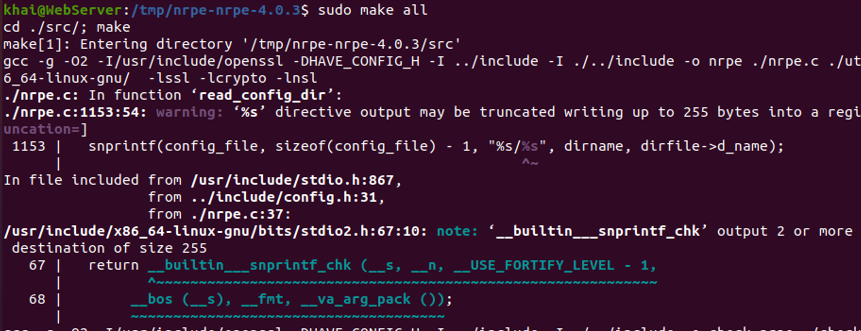 khai@WebServer:/tmp/nrpe-nrpe-4.0.3$ sudo make all
cd ./src/; make
make[1]: Entering directory '/tmp/nrpe-nrpe-4.0.3/src'
gcc -g -O2 -I/usr/include/openssl -DHAVE_CONFIG_H -I ../include -I ./../include -o nrpe ./nrpe.c ./ut
6_64-linux-gnu/  -lssl -lcrypto -lnsl
./nrpe.c: In function ‘read_config_dir’:
./nrpe.c:1153:54: warning: ‘%s’ directive output may be truncated writing up to 255 bytes into a regi
uncation=]
 1153 |   snprintf(config_file, sizeof(config_file) - 1, "%s/%s", dirname, dirfile->d_name);
      |                                                      ^~
In file included from /usr/include/stdio.h:867,
                 from ../include/config.h:31,
                 from ./nrpe.c:37:
/usr/include/x86_64-linux-gnu/bits/stdio2.h:67:10: note: ‘__builtin___snprintf_chk’ output 2 or more
 destination of size 255
   67 |   return __builtin___snprintf_chk (__s, __n, __USE_FORTIFY_LEVEL - 1,
      |          ^~~~~~~~~~~~~~~~~~~~~~~~~~~~~~~~~~~~~~~~~~~~~~~~~~~~~~~~~~~~
   68 |        __bos (__s), __fmt, __va_arg_pack ());
      |        ~~~~~~~~~~~~~~~~~~~~~~~~~~~~~~~~~~~~~